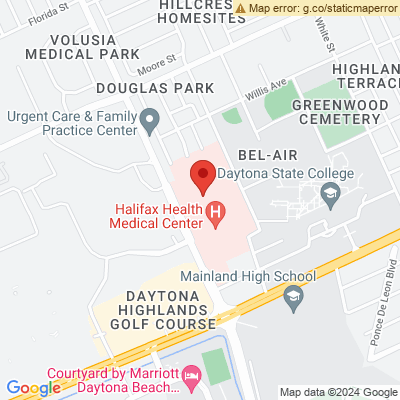 Map error: g.co/staticmaperror
HILLCREST
HOMESITES
Florida St
VOLUSIA
MEDICAL PARK
Moore St
White St
HIGHLAN
TERRAC
Willis Ave
DOUGLAS PARK
GREENWOOD
CEMETERY
Urgent Care & Family
Practice Center
BEL-AIR
Daytona State College
Halifax Health
Medical Center
H
Mainland High School
Ponce De Leon Blvd
DAYTONA
HIGHLANDS
GOLF COURSE
Courtyard by Marriott
Daytona Beach...
Google
Map data ©2024 Google